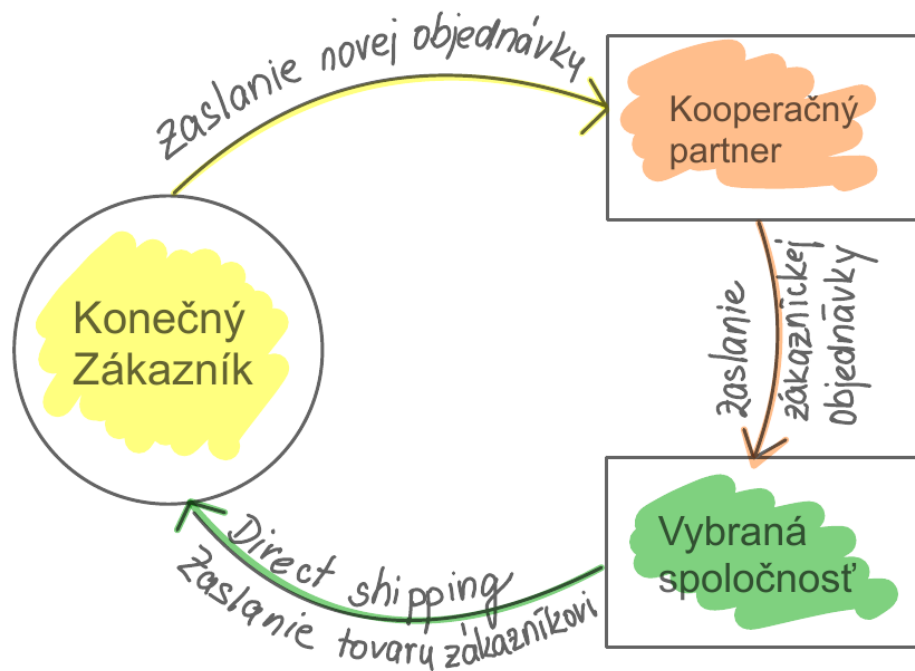 zaslanie novej objednávky
Kooperačný
partner
zaslanie
zákazníckej
objednávky
Konečný
Zákazník
Vybraná
spoločnosť
Direct shipping
zaslanie tovaru zákazníkovi